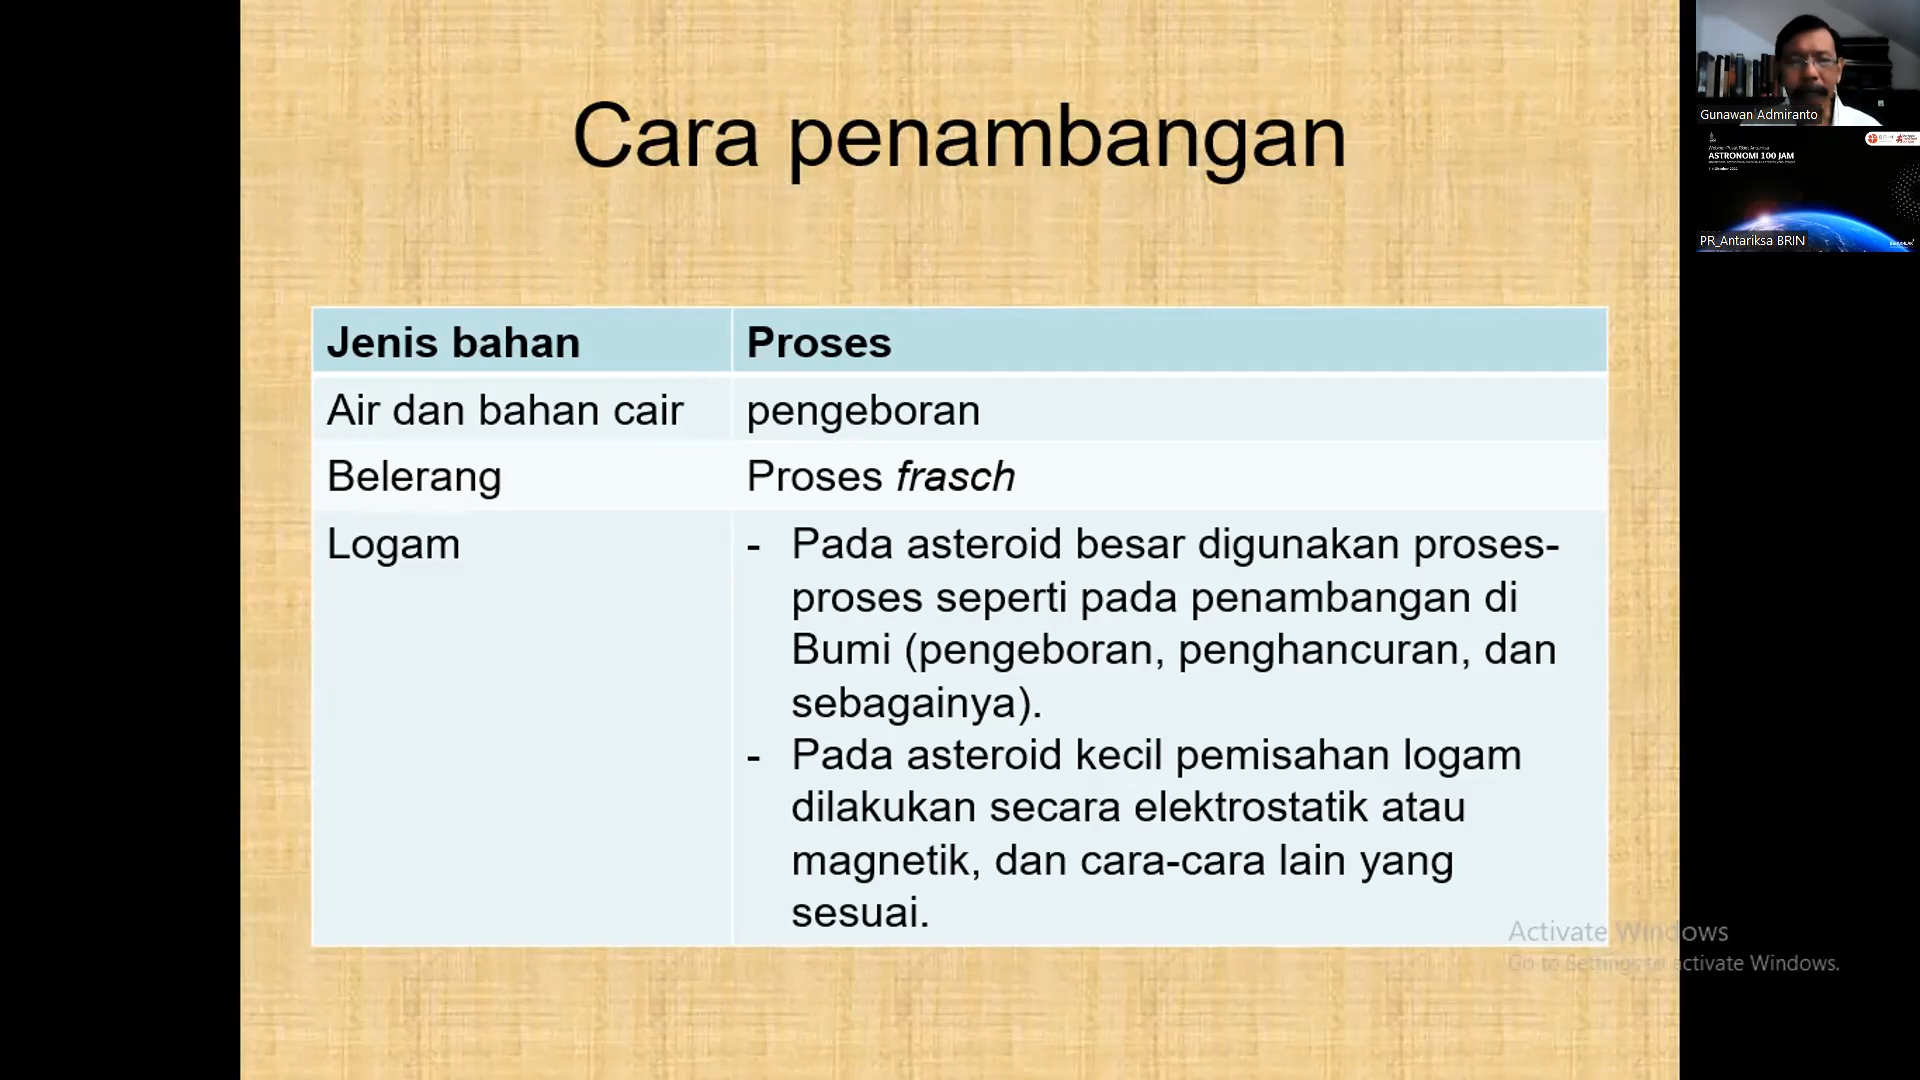 Cara penambangan
Jenis bahan
Proses
Air dan bahan cair
pengeboran
Belerang
Proses frasch
Logam
- Pada asteroid besar digunakan proses-
proses seperti pada penambangan di
Bumi (pengeboran, penghancuran, dan
sebagainya).
- Pada asteroid kecil pemisahan logam
dilakukan secara elektrostatik atau
magnetik, dan cara-cara lain yang
sesuai.
Activate Windows
Go to Settings to activate Windows.
Gunawan Admiranto
ASTRONOMI 100 JAM
PR_Antariksa BRIN